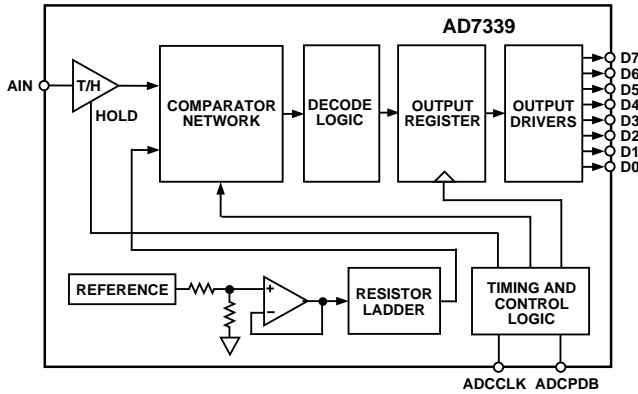 AD7339
AIN
T/H
HOLD
COMPARATOR
NETWORK
DECODE
LOGIC
OUTPUT
REGISTER
OUTPUT
DRIVERS
D7
D6
D5
D4
D3
D2
D1
D0
REFERENCE
+
−
RESISTOR
LADDER
TIMING AND
CONTROL
LOGIC
ADCCLK
ADCPDB